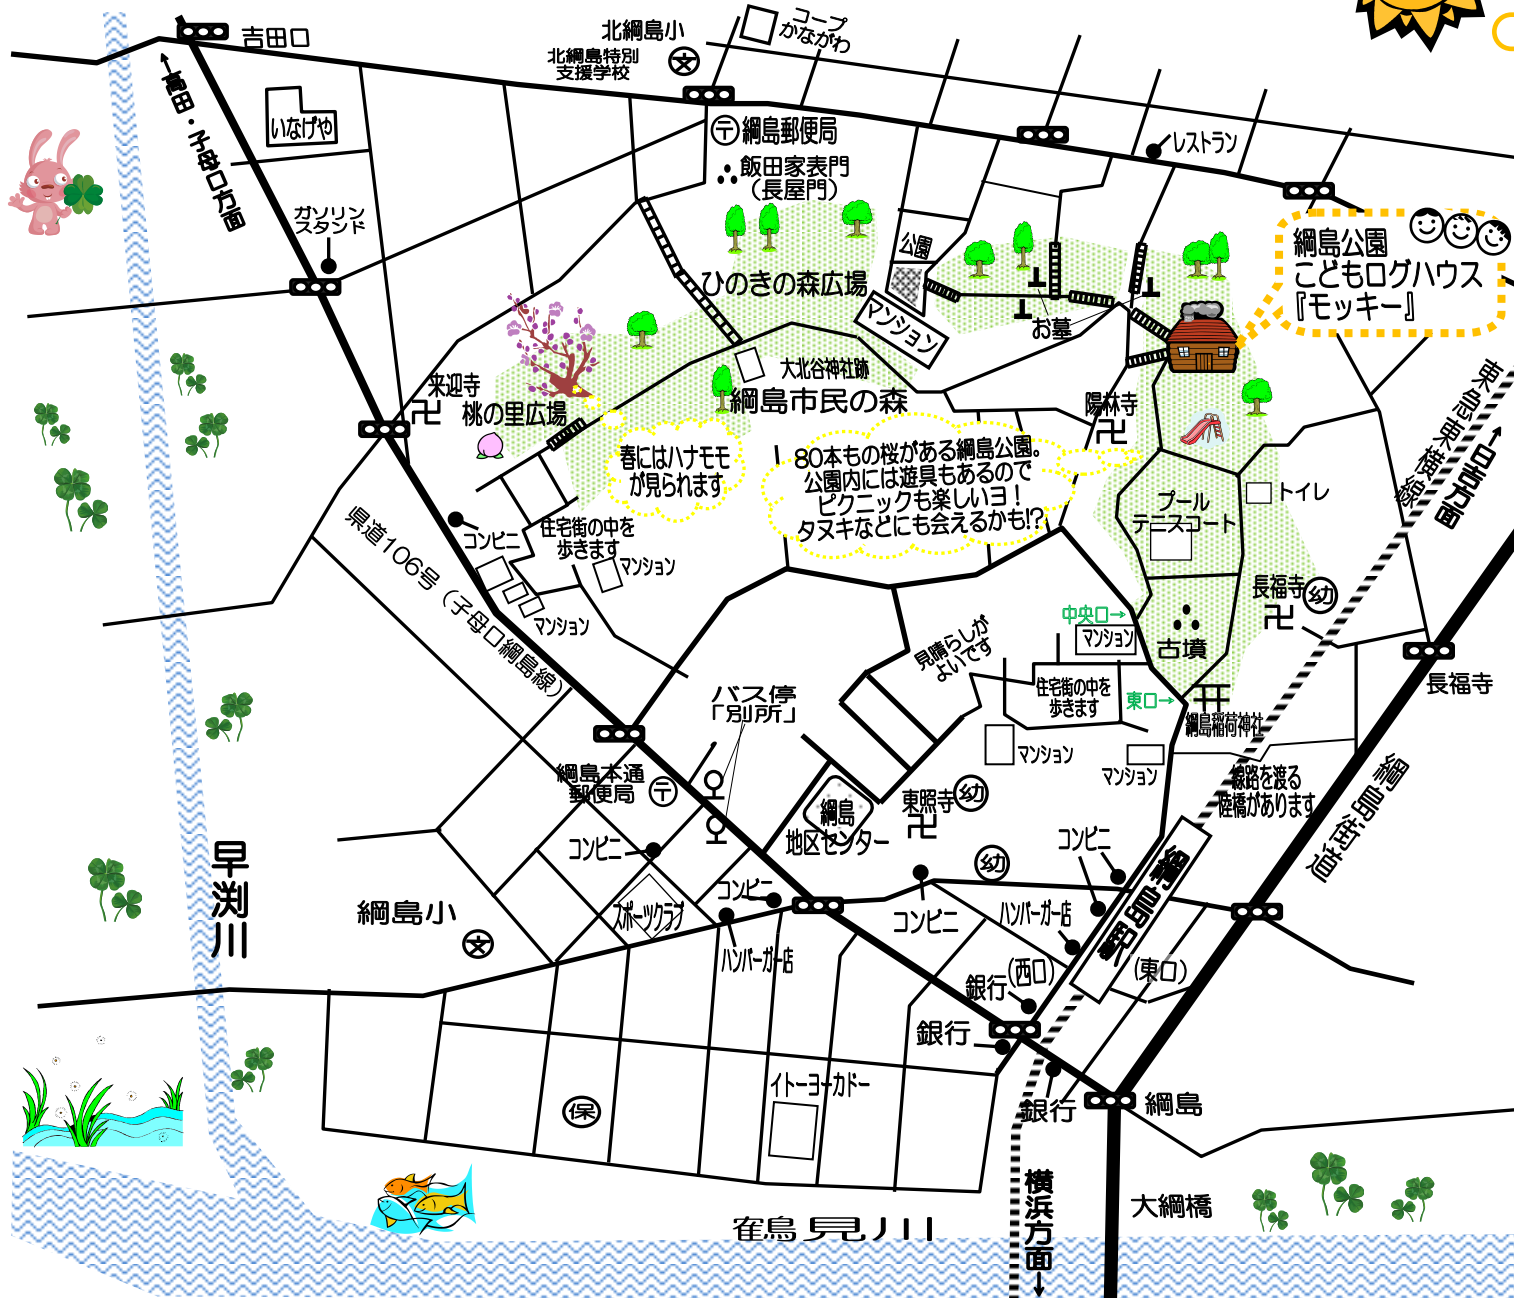 吉田口
北綱島小
北綱島特別
支援学校
文
コープ
かながわ
←高田・子母口方面
いなげや
〒綱島郵便局
飯田家表門
(長屋門)
レストラン
ガソリン
スタンド
公園
ひのきの森広場
マンション
お墓
綱島公園
こどもログハウス
『モッキー』
来迎寺
卍
桃の里広場
大北谷神社跡
綱島市民の森
陽林寺
卍
春にはハナモモ
が見られます
80本もの桜がある綱島公園。
公園内には遊具もあるので
ピクニックも楽しいヨ!
タヌキなどにも会えるかも!?
東急東横線
→日吉方面
プール
テニスコート
トイレ
コンビニ
住宅街の中を
歩きます
マンション
マンション
県道106号(子母口綱島線)
長福寺
卍
幼
中央口→
マンション
古墳
見晴らしが
よいです
住宅街の中を
歩きます
東口→
綱島稲荷神社
長福寺
バス停
「別所」
マンション
マンション
線路を渡る
陸橋があります
綱島街道
綱島本通
郵便局
〒
綱島
地区センター
東照寺
卍
幼
コンビニ
コンビニ
早渕川
綱島小
文
スポーツクラブ
コンビニ
ハンバーガー店
幼
コンビニ
ハンバーガー店
綱島駅
(西口)
(東口)
銀行
銀行
銀行
綱島
イトーヨーカドー
保
横浜方面→
大綱橋
鶴見川